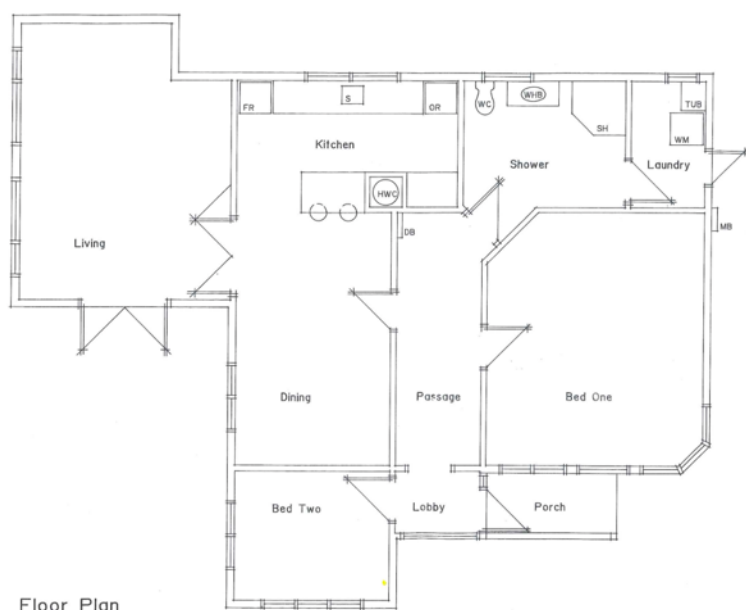 FR
S
OR
WC
WHB
SH
TUB
WM
Kitchen
Shower
Laundry
HWC
DB
MB
Living
Dining
Passage
Bed One
Bed Two
Lobby
Porch
Floor Plan